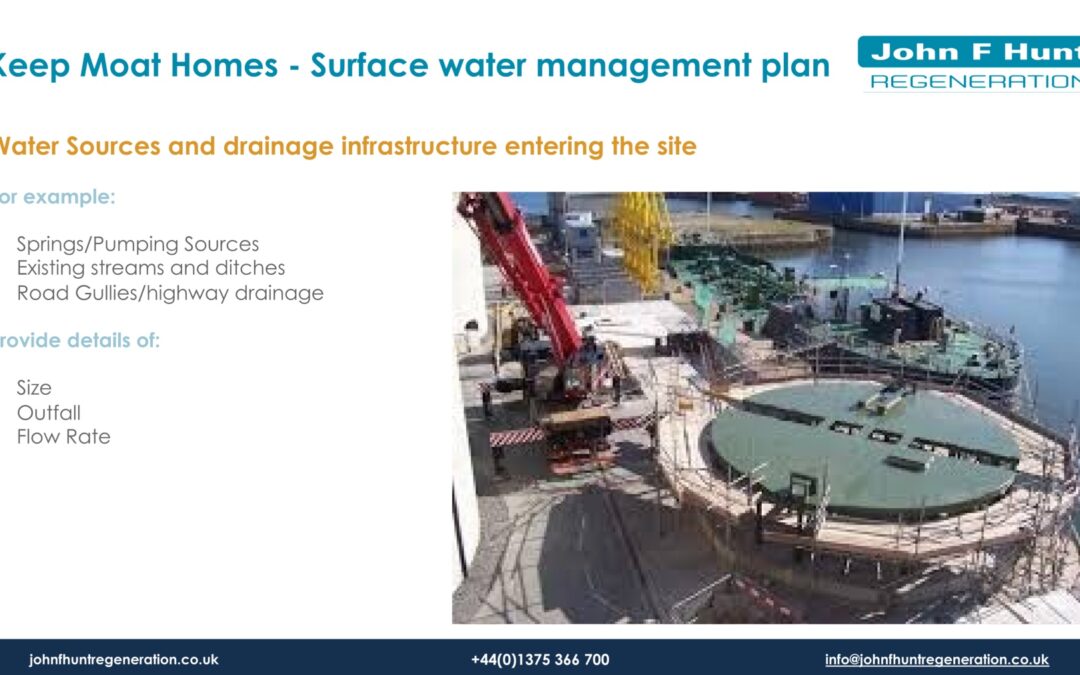 Keep Moat Homes - Surface water management plan
John F Hunt
REGENERATION
Water Sources and drainage infrastructure entering the site
or example:
Springs/Pumping Sources
Existing streams and ditches
Road Gullies/highway drainage
rovide details of:
Size
Outfall
Flow Rate
johnfhuntregeneration.co.uk
+44(0)1375 366 700
info@johnfhuntregeneration.co.uk